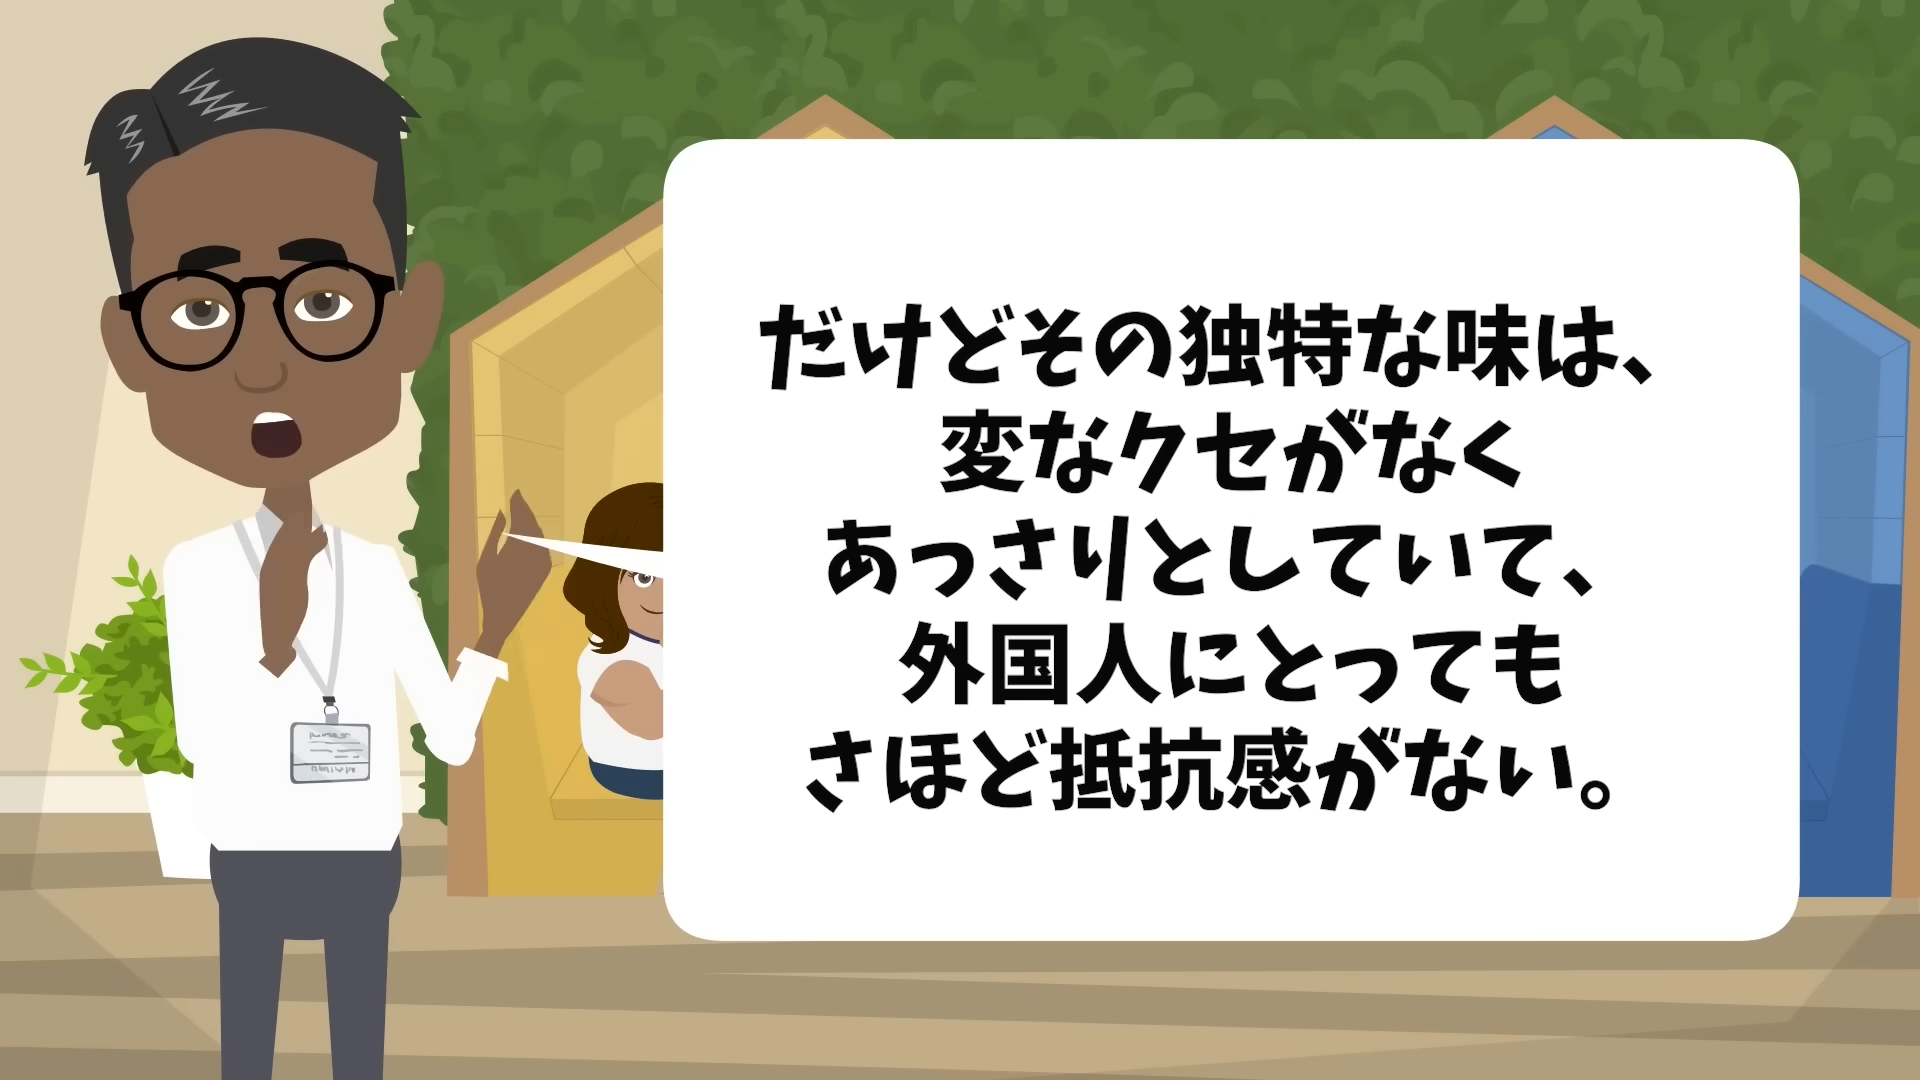 だけどその独特な味は、
変なクセがなく
あっさりとしていて、
外国人にとっても
さほど抵抗感がない。